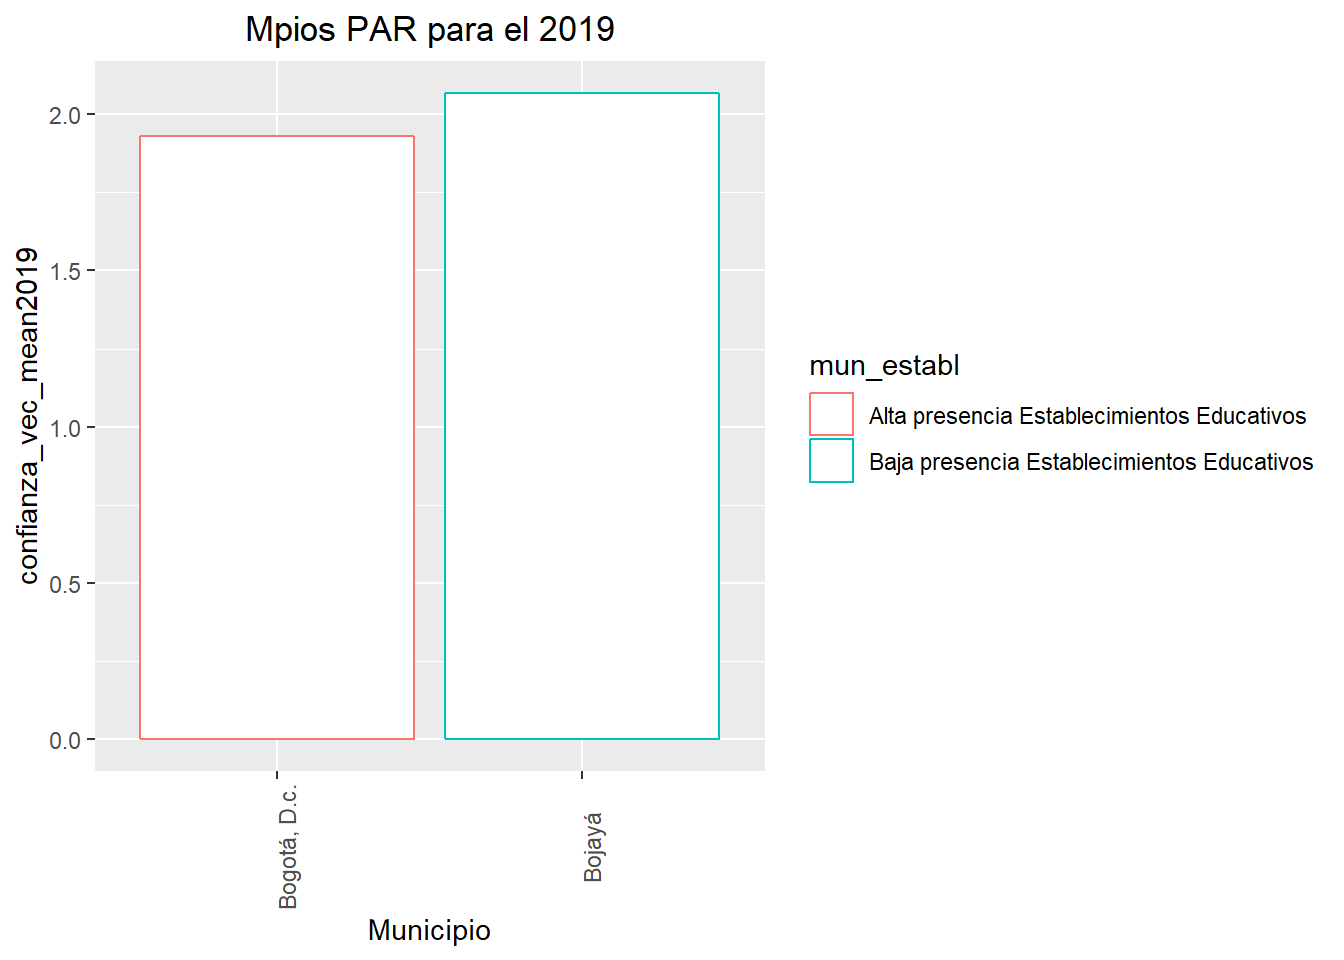 Mpios PAR para el 2019
confianza_vec_mean2019
2.0
1.5
1.0
0.5
0.0
Bogotá, D.c.
Bojayá
Municipio
mun_establ
Alta presencia Establecimientos Educativos
Baja presencia Establecimientos Educativos